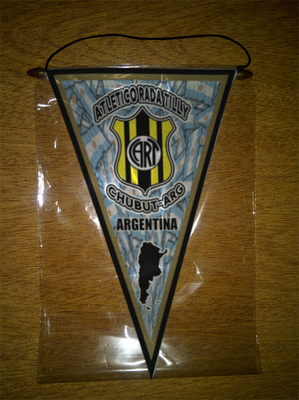 ATLETICO RADA TILLY
CART
CHUBUT-ARG
ARGENTINA